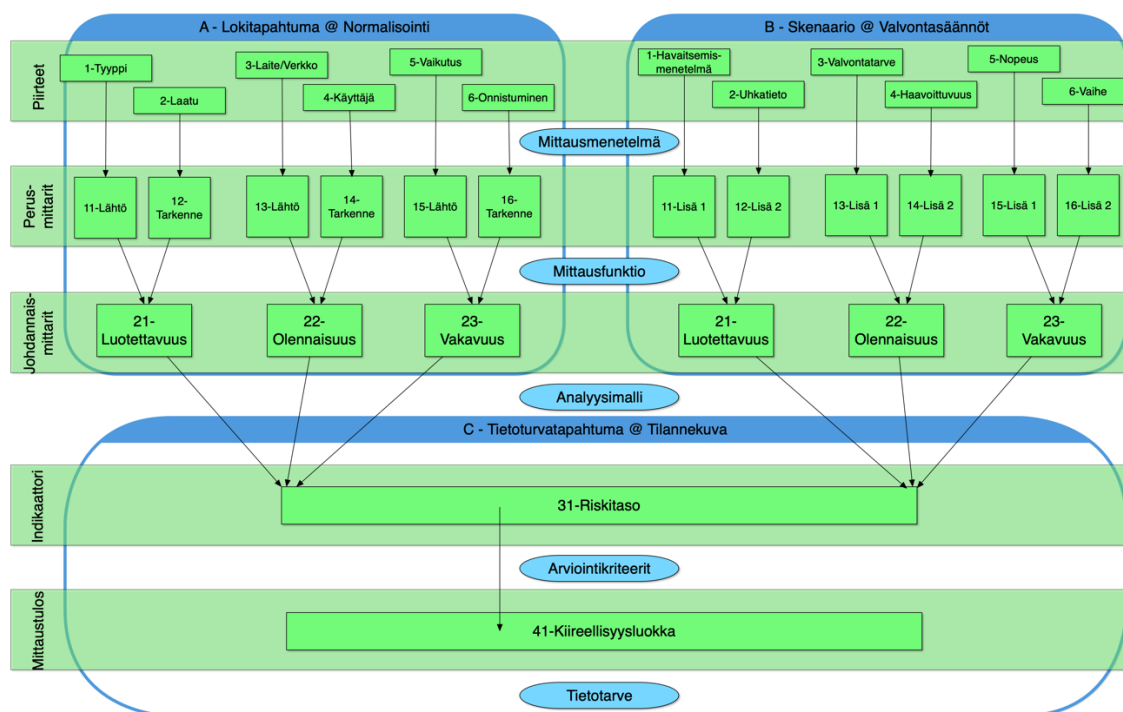 A - Lokitapahtuma @ Normalisointi
B - Skenaario @ Valvontasäännöt
Piirteet
1-Tyyppi
2-Laatu
3-Laite/Verkko
4-Käyttäjä
5-Vaikutus
6-Onnistuminen
1-Havaitsemis-
menetelmä
2-Uhkatieto
3-Valvontatarve
4-Haavoittuvuus
5-Nopeus
6-Vaihe
Mittausmenetelmä
Perus-
mittarit
11-Lähtö
12-
Tarkenne
13-Lähtö
14-
Tarkenne
15-Lähtö
16-
Tarkenne
11-Lisä 1
12-Lisä 2
13-Lisä 1
14-Lisä 2
15-Lisä 1
16-Lisä 2
Mittausfunktio
Johdannais-
mittarit
21-
Luotettavuus
22-
Olennaisuus
23-
Vakavuus
21-
Luotettavuus
22-
Olennaisuus
23-
Vakavuus
Analyysimalli
C - Tietoturvatapahtuma @ Tilannekuva
Indikaattori
31-Riskitaso
Arviointikriteerit
Mittaustulos
41-Kiireellisyysluokka
Tietotarve